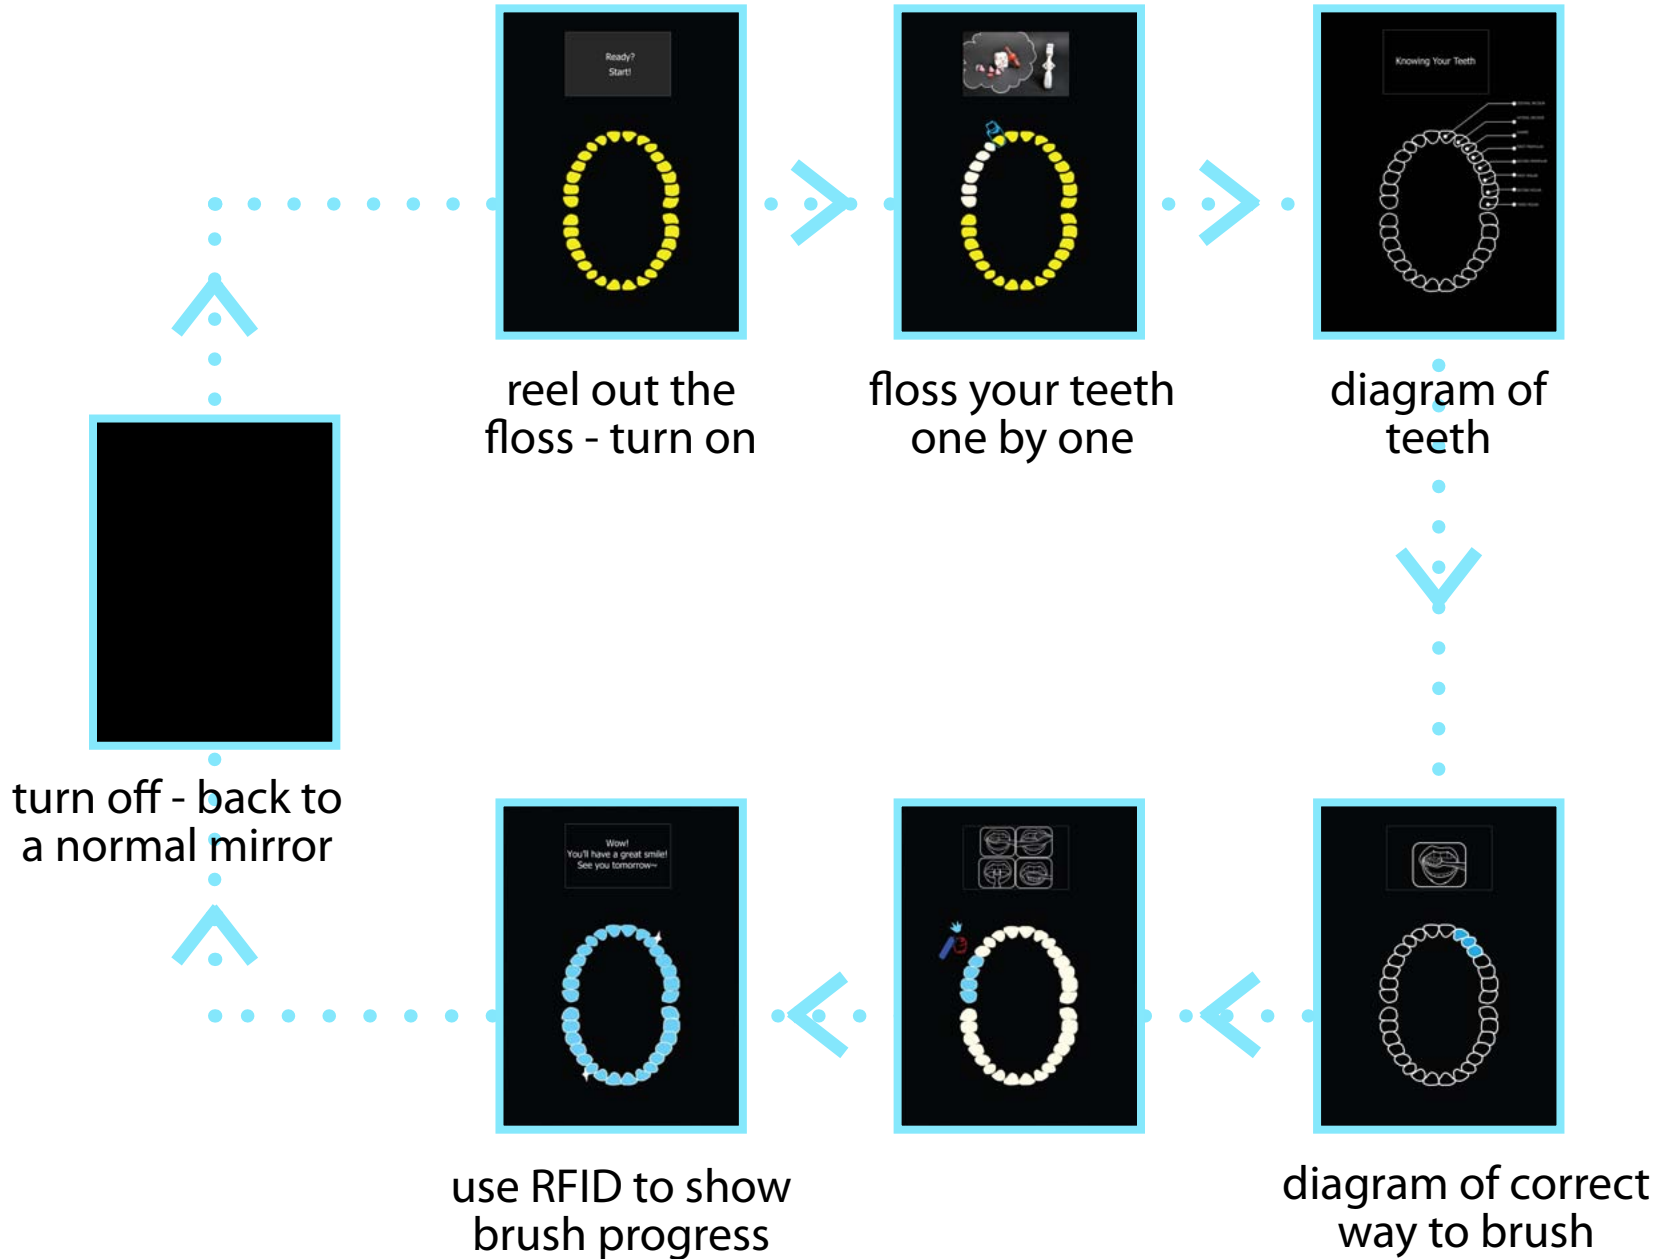 Ready?
Start!
Knowing Your Teeth
reel out the
floss - turn on
floss your teeth
one by one
diagram of
teeth
turn off - back to
a normal mirror
Wow!
You'll have a great smile!
See you tomorrow~
use RFID to show
brush progress
diagram of correct
way to brush